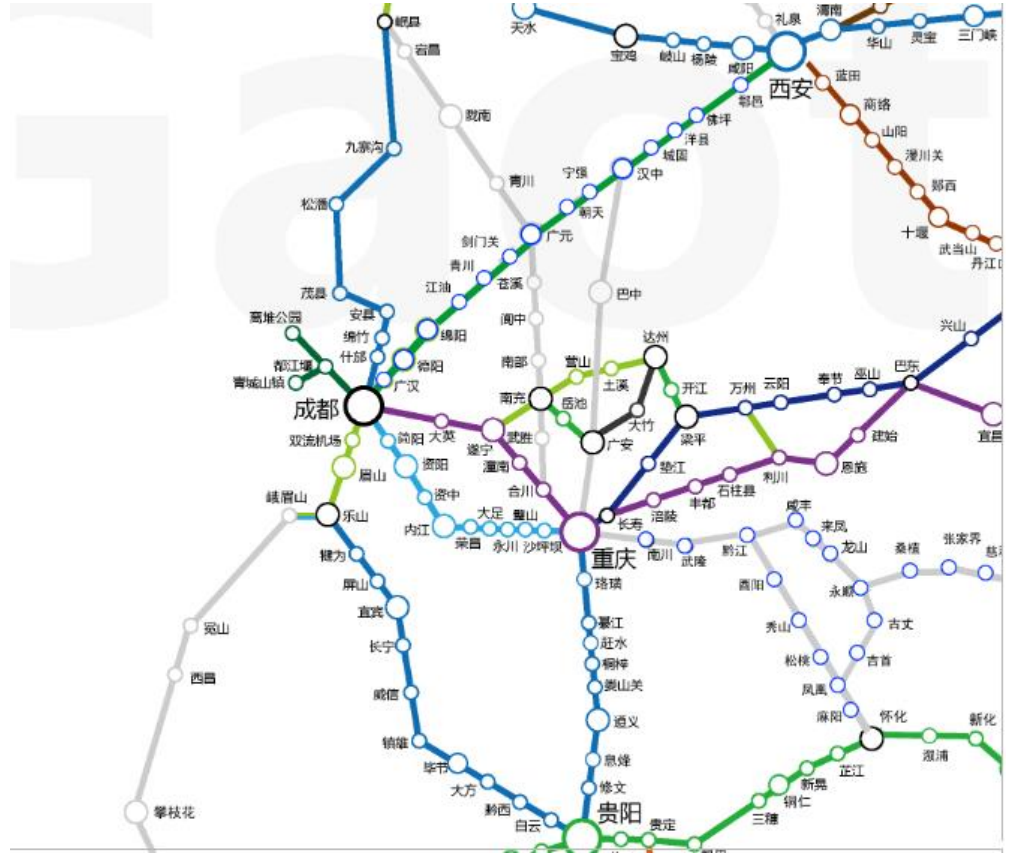 岷县
宕昌
陇南
青川
九寨沟
松潘
茂县
安县
绵竹
什邡
离堆公园
都江堰
青城山镇
成都
广汉
德阳
绵阳
江油
青川
剑门关
广元
朝天
宁强
汉中
城固
洋县
佛坪
鄠邑
西安
天水
宝鸡
岐山
杨陵
咸阳
礼泉
渭南
华山
灵宝
三门峡
蓝田
商络
山阳
漫川关
郧西
十堰
武当山
丹江口
苍溪
阆中
南部
南充
武胜
巴中
营山
土溪
达州
岳池
广安
大竹
开江
梁平
万州
云阳
奉节
巫山
巴东
兴山
宜昌
建始
恩施
利川
石柱县
丰都
涪陵
长寿
垫江
大英
遂宁
潼南
合川
重庆
双流机场
眉山
峨眉山
乐山
简阳
资阳
资中
内江
荣昌
大足
永川
璧山
沙坪坝
犍为
屏山
宜宾
长宁
威信
镇雄
毕节
大方
黔西
白云
贵阳
冕山
西昌
攀枝花
珞璜
綦江
赶水
桐梓
娄山关
遵义
息烽
修文
南川
武隆
黔江
咸丰
来凤
龙山
永顺
桑植
张家界
酉阳
秀山
松桃
凤凰
麻阳
古丈
吉首
怀化
溆浦
新化
芷江
新晃
铜仁
三穗
贵定